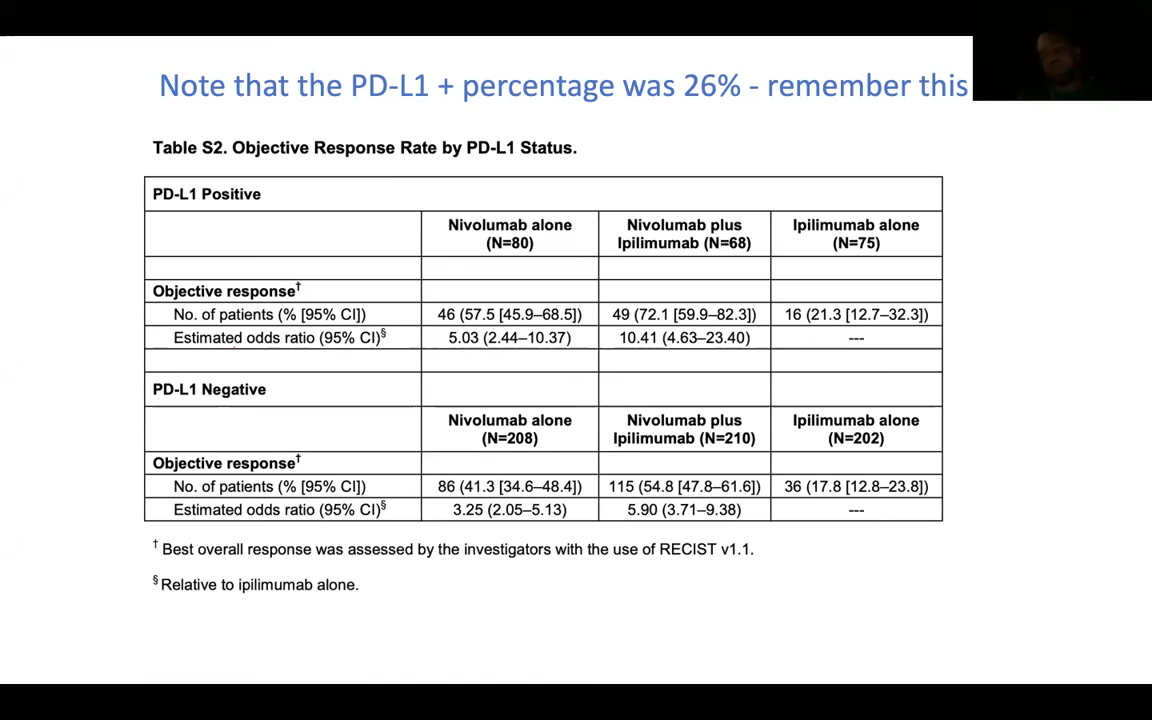 Note that the PD-L1 + percentage was 26% - remember this
Table S2. Objective Response Rate by PD-L1 Status.
PD-L1 Positive
Nivolumab alone (N=80) Nivolumab plus Ipilimumab (N=68) Ipilimumab alone (N=75)
Objective response†
No. of patients (% [95% CI]) 46 (57.5 [45.9–68.5]) 49 (72.1 [59.9–82.3]) 16 (21.3 [12.7–32.3])
Estimated odds ratio (95% CI)§ 5.03 (2.44–10.37) 10.41 (4.63–23.40) ---
PD-L1 Negative
Nivolumab alone (N=208) Nivolumab plus Ipilimumab (N=210) Ipilimumab alone (N=202)
Objective response†
No. of patients (% [95% CI]) 86 (41.3 [34.6–48.4]) 115 (54.8 [47.8–61.6]) 36 (17.8 [12.8–23.8])
Estimated odds ratio (95% CI)§ 3.25 (2.05–5.13) 5.90 (3.71–9.38) ---
† Best overall response was assessed by the investigators with the use of RECIST v1.1.
§ Relative to ipilimumab alone.